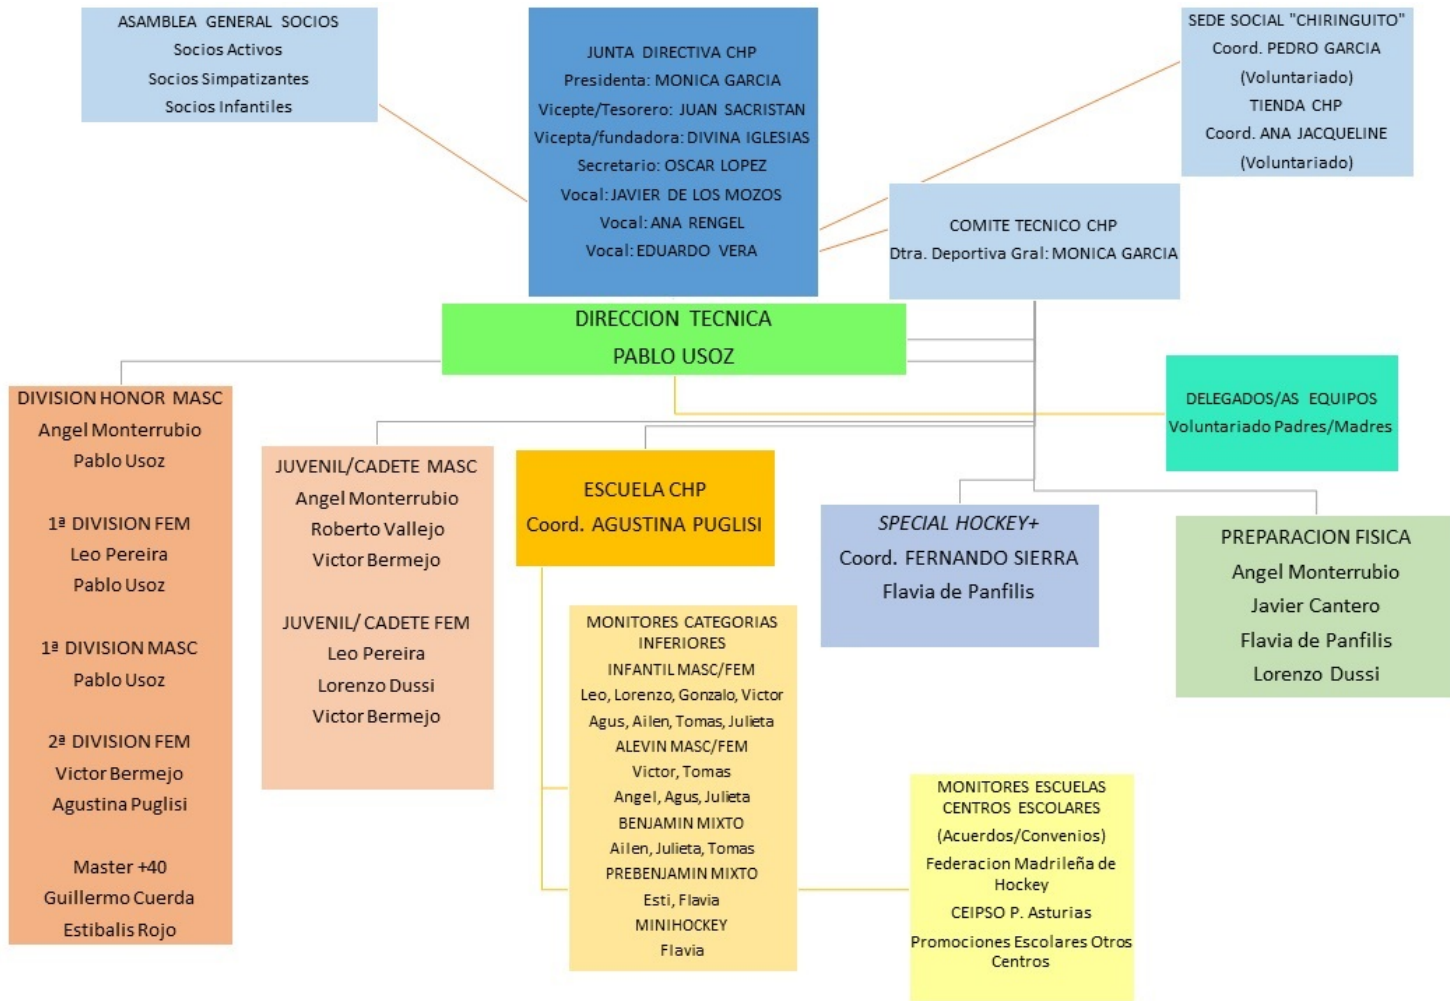 ASAMBLEA GENERAL SOCIOS
Socios Activos
Socios Simpatizantes
Socios Infantiles
JUNTA DIRECTIVA CHP
Presidenta: MONICA GARCIA
Vicepte/Tesorero: JUAN SACRISTAN
Vicepta/fundadora: DIVINA IGLESIAS
Secretario: OSCAR LOPEZ
Vocal: JAVIER DE LOS MOZOS
Vocal: ANA RENGEL
Vocal: EDUARDO VERA
SEDE SOCIAL "CHIRINGUITO"
Coord. PEDRO GARCIA
(Voluntariado)
TIENDA CHP
Coord. ANA JACQUELINE
(Voluntariado)
COMITE TECNICO CHP
Dtra. Deportiva Gral: MONICA GARCIA
DIRECCION TECNICA
PABLO USOZ
DELEGADOS/AS EQUIPOS
Voluntariado Padres/Madres
DIVISION HONOR MASC
Angel Monterrubio
Pablo Usoz
1ª DIVISION FEM
Leo Pereira
Pablo Usoz
1ª DIVISION MASC
Pablo Usoz
2ª DIVISION FEM
Victor Bermejo
Agustina Puglisi
Master +40
Guillermo Cuerda
Estibalis Rojo
JUVENIL/CADETE MASC
Angel Monterrubio
Roberto Vallejo
Victor Bermejo
JUVENIL/ CADETE FEM
Leo Pereira
Lorenzo Dussi
Victor Bermejo
ESCUELA CHP
Coord. AGUSTINA PUGLISI
MONITORES CATEGORIAS
INFERIORES
INFANTIL MASC/FEM
Leo, Lorenzo, Gonzalo, Victor
Agus, Ailen, Tomas, Julieta
ALEVIN MASC/FEM
Victor, Tomas
Angel, Agus, Julieta
BENJAMIN MIXTO
Ailen, Julieta, Tomas
PREBENJAMIN MIXTO
Esti, Flavia
MINIHOCKEY
Flavia
SPECIAL HOCKEY+
Coord. FERNANDO SIERRA
Flavia de Panfilis
PREPARACION FISICA
Angel Monterrubio
Javier Cantero
Flavia de Panfilis
Lorenzo Dussi
MONITORES ESCUELAS
CENTROS ESCOLARES
(Acuerdos/Convenios)
Federacion Madrileña de
Hockey
CEIPSO P. Asturias
Promociones Escolares Otros
Centros